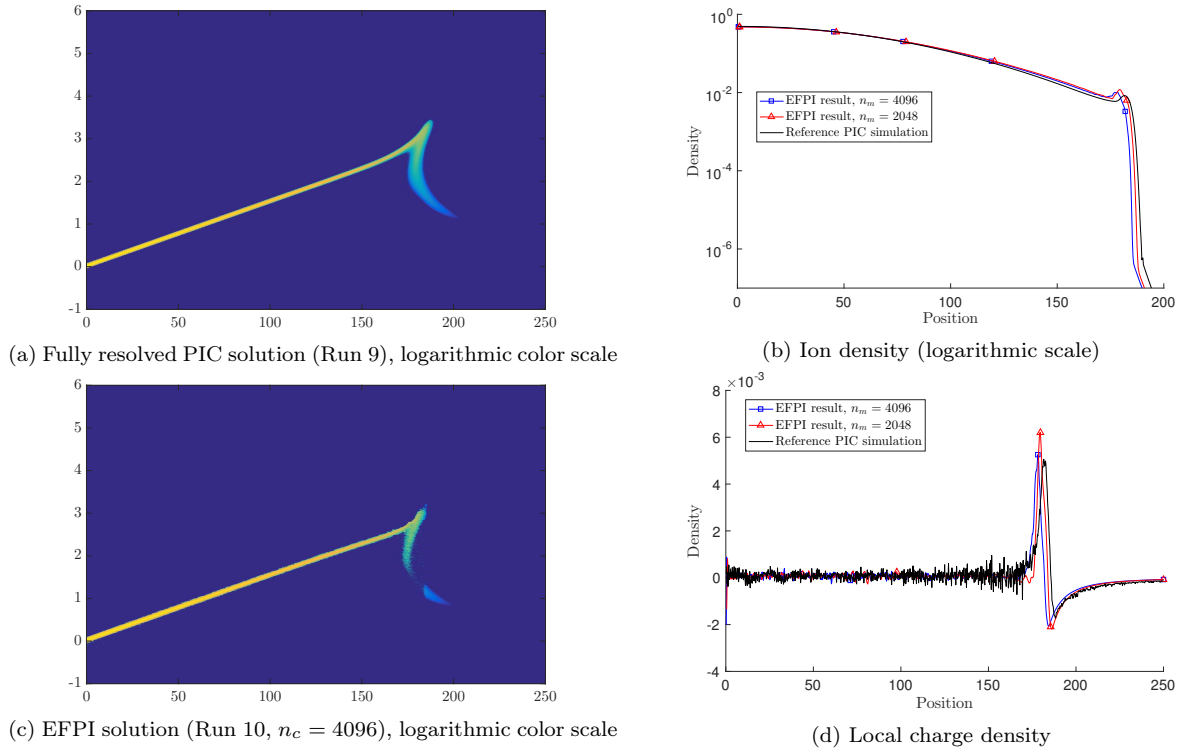 6
5
4
3
2
1
0
-1
0 50 100 150 200 250
(a) Fully resolved PIC solution (Run 9), logarithmic color scale
10^0
10^-2
10^-4
10^-6
Density
EFPI result, n_m = 4096
EFPI result, n_m = 2048
Reference PIC simulation
0 50 100 150 200
Position
(b) Ion density (logarithmic scale)
6
5
4
3
2
1
0
-1
0 50 100 150 200 250
(c) EFPI solution (Run 10, n_c = 4096), logarithmic color scale
×10^-3
8
6
4
2
0
-2
-4
Density
EFPI result, n_m = 4096
EFPI result, n_m = 2048
Reference PIC simulation
0 50 100 150 200 250
Position
(d) Local charge density